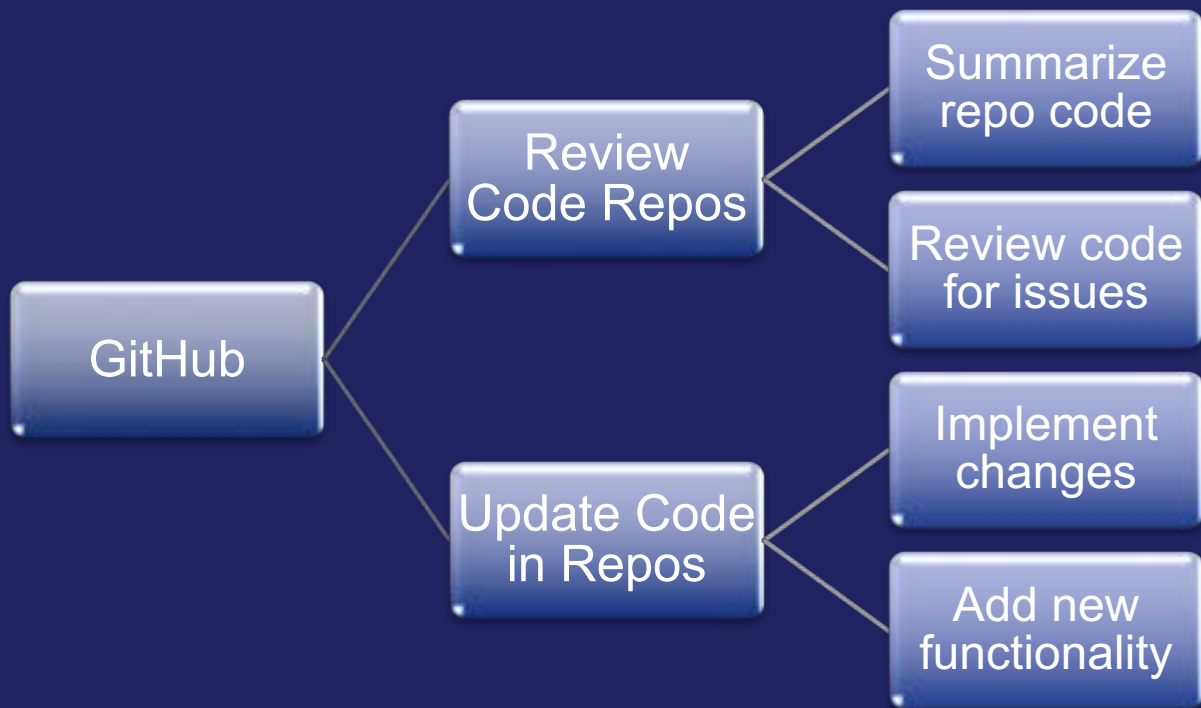 GitHub
Review
Code Repos
Summarize
repo code
Review code
for issues
Update Code
in Repos
Implement
changes
Add new
functionality